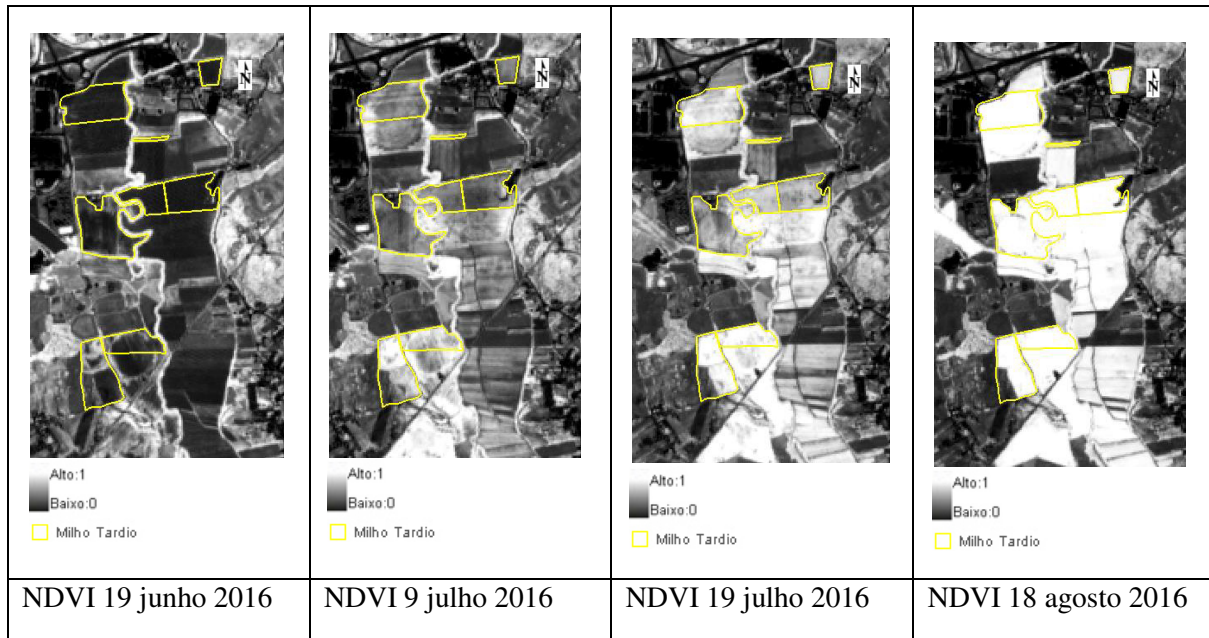 N
Alto:1
Baixo:0
Milho Tardio
NDVI 19 junho 2016
N
Alto:1
Baixo:0
Milho Tardio
NDVI 9 julho 2016
N
Alto:1
Baixo:0
Milho Tardio
NDVI 19 julho 2016
N
Alto:1
Baixo:0
Milho Tardio
NDVI 18 agosto 2016